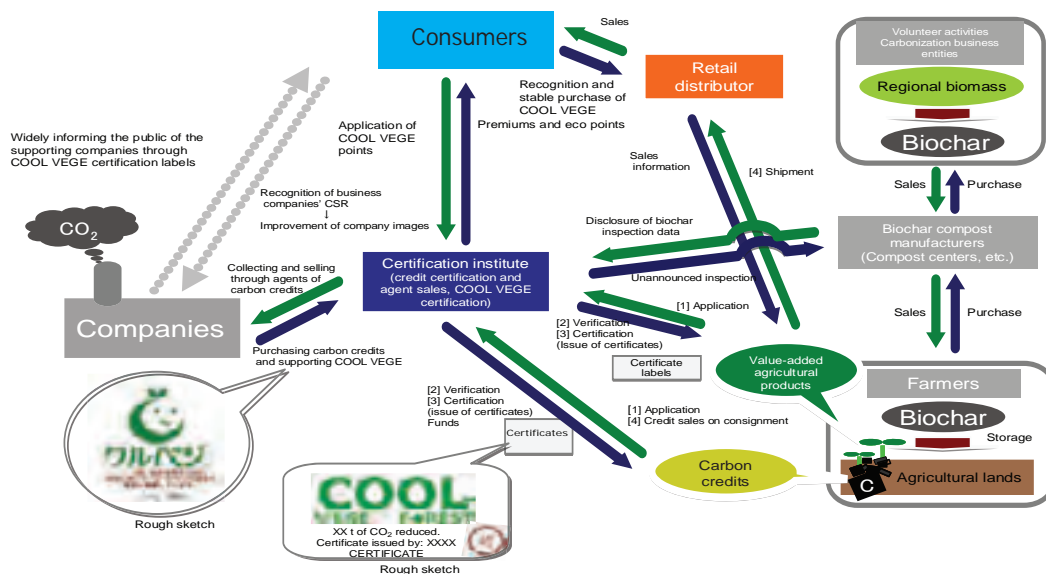 Consumers
Sales
Retail
distributor
Volunteer activities
Carbonization business
entities
Regional biomass
Biochar
Widely informing the public of the
supporting companies through
COOL VEGE certification labels
Application of
COOL VEGE
points
Recognition and
stable purchase of
COOL VEGE
Premiums and eco points
Sales
information
[4] Shipment
Sales
Purchase
Recognition of business
companies' CSR
↓
Improvement of company images
CO2
Disclosure of biochar
inspection data
Biochar compost
manufacturers
(Compost centers, etc.)
Collecting and selling
through agents of
carbon credits
Certification institute
(credit certification and
agent sales, COOL VEGE
certification)
Unannounced inspection
[1] Application
Companies
Purchasing carbon credits
and supporting COOL VEGE
[2] Verification
[3] Certification
(Issue of certificates)
Certificate
labels
Value-added
agricultural
products
Sales
Purchase
Farmers
Biochar
Storage
C
Agricultural lands
[2] Verification
[3] Certification
(issue of certificates)
Funds
Certificates
[1] Application
[4] Credit sales on consignment
Carbon
credits
クルベジ
Rough sketch
COOL
VEGE FOREST
XX t of CO2 reduced.
Certificate issued by: XXXX
CERTIFICATE
Rough sketch